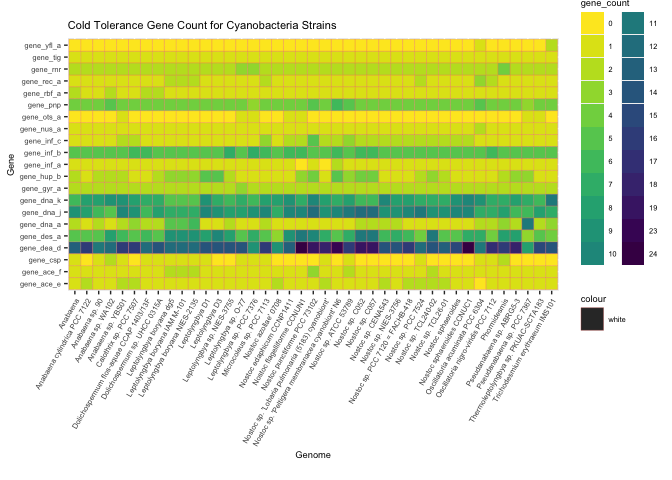 Cold Tolerance Gene Count for Cyanobacteria Strains
gene_yfl_a
gene_tig
gene_rnr
gene_rec_a
gene_rbf_a
gene_pnp
gene_ots_a
gene_nus_a
gene_inf_c
gene_inf_b
gene_inf_a
gene_hup_b
gene_gyr_a
gene_dna_k
gene_dna_j
gene_dna_a
gene_des_a
gene_dea_d
gene_csp
gene_ace_f
gene_ace_e
Gene
Anabaena
Anabaena cylindrica PCC 7122
Anabaena sp. 90
Anabaena sp. WA102
Anabaena sp. YBS01
Calothrix sp. PCC 7507
Dolichospermum flos-aquae CCAP 1403/13F
Dolichospermum sp. UHCC 0315A
Leptolyngbya boryana dg5
Leptolyngbya boryana IAM M-101
Leptolyngbya boryana NIES-2135
Leptolyngbya D1
Leptolyngbya D3
Leptolyngbya sp. NIES-3755
Leptolyngbya sp. O-77
Leptolyngbya sp. PCC 7376
Microcoleus sp. PCC 7113
Nostoc azollae' 0708
Nostoc edaphicum CCNP1411
Nostoc flagelliforme CCNUN1
Nostoc punctiforme PCC 73102
Nostoc sp. 'Lobaria pulmonaria (5183) cyanobiont'
Nostoc sp. 'Peltigera membranacea cyanobiont' N6
Nostoc sp. ATCC 53789
Nostoc sp. C052
Nostoc sp. C057
Nostoc sp. CENA543
Nostoc sp. NIES-3756
Nostoc sp. PCC 7120 = FACHB-418
Nostoc sp. PCC 7524
Nostoc sp. TCL240-02
Nostoc sp. TCL26-01
Nostoc sphaeroides
Nostoc sphaeroides CCNUC1
Oscillatoria acuminata PCC 6304
Oscillatoria nigro-viridis PCC 7112
Phormidesmis
Pseudanabaena sp. ABRG5-3
Pseudanabaena sp. PCC 7367
Thermoleptolyngbya sp. PKUAC-SCTA183
Trichodesmium erythraeum IMS101
Genome
gene_count
0
1
2
3
4
5
6
7
8
9
10
11
12
13
14
15
16
17
18
19
23
24
colour
white